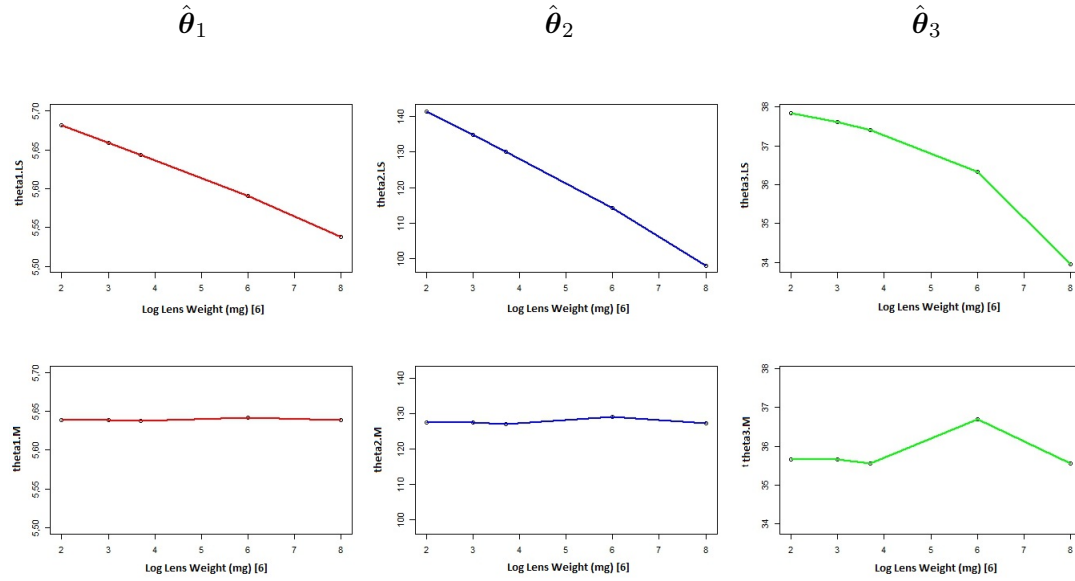 θ̂₁ θ̂₂ θ̂₃
theta1.LS
5,70
5,65
5,60
5,55
5,50
2 3 4 5 6 7 8
Log Lens Weight (mg) [6]
theta2.LS
140
130
120
110
100
2 3 4 5 6 7 8
Log Lens Weight (mg) [6]
theta3.LS
38
37
36
35
34
2 3 4 5 6 7 8
Log Lens Weight (mg) [6]
theta1.M
5,70
5,65
5,60
5,55
5,50
2 3 4 5 6 7 8
Log Lens Weight (mg) [6]
theta2.M
140
130
120
110
100
2 3 4 5 6 7 8
Log Lens Weight (mg) [6]
theta3.M
38
37
36
35
34
2 3 4 5 6 7 8
Log Lens Weight (mg) [6]